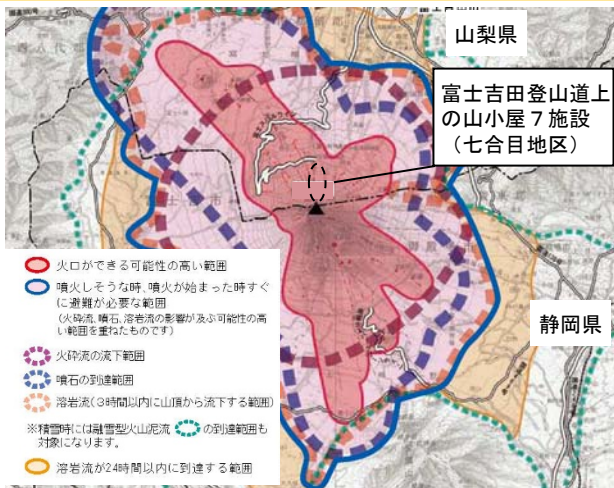 山梨県
富士吉田登山道上
の山小屋７施設
（七合目地区）
静岡県
火口ができる可能性の高い範囲
噴火しそうな時、噴火が始まった時すぐ
に避難が必要な範囲
（火砕流、噴石、溶岩流の影響が及ぶ可能性の高
い範囲を重ねたものです）
火砕流の流下範囲
噴石の到達範囲
溶岩流（３時間以内に山頂から流下する範囲）
※積雪時には融雪型火山泥流 の到達範囲も
対象になります。
溶岩流が24時間以内に到達する範囲